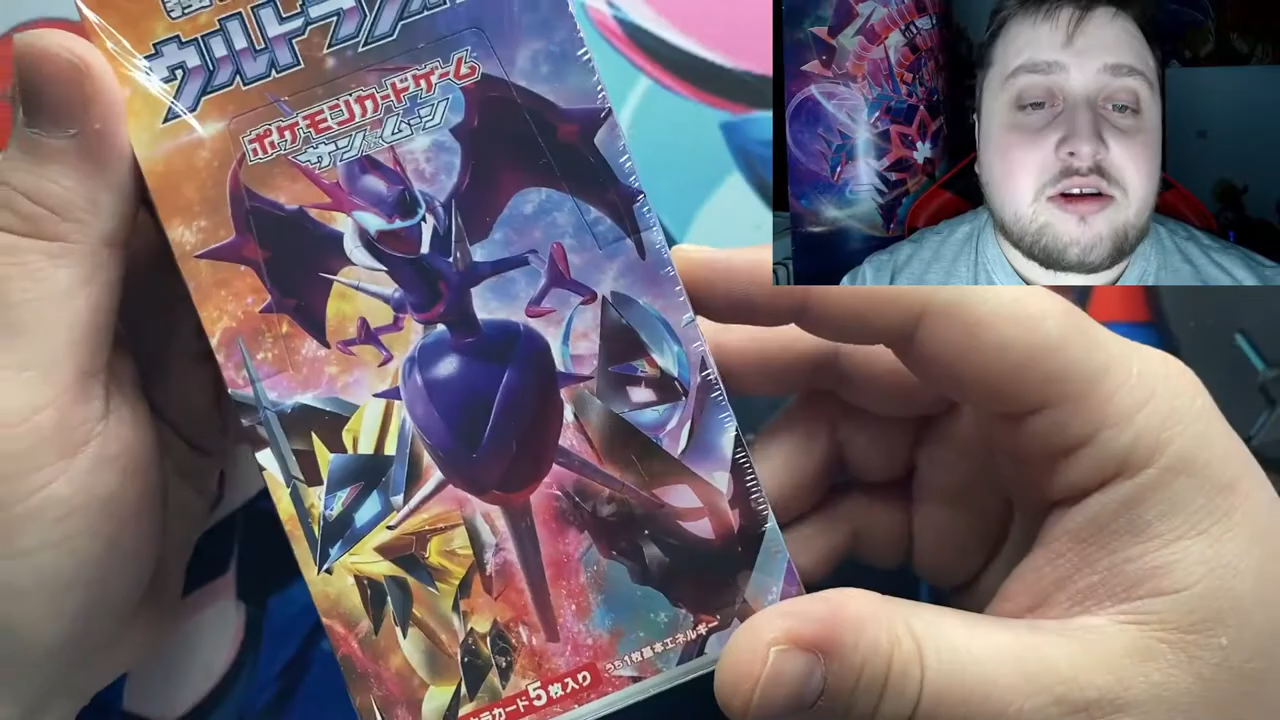 強
ウルトラ
ポケモンカードゲーム
サン&ムーン
カード5枚入り
うち1枚基本エネルギー